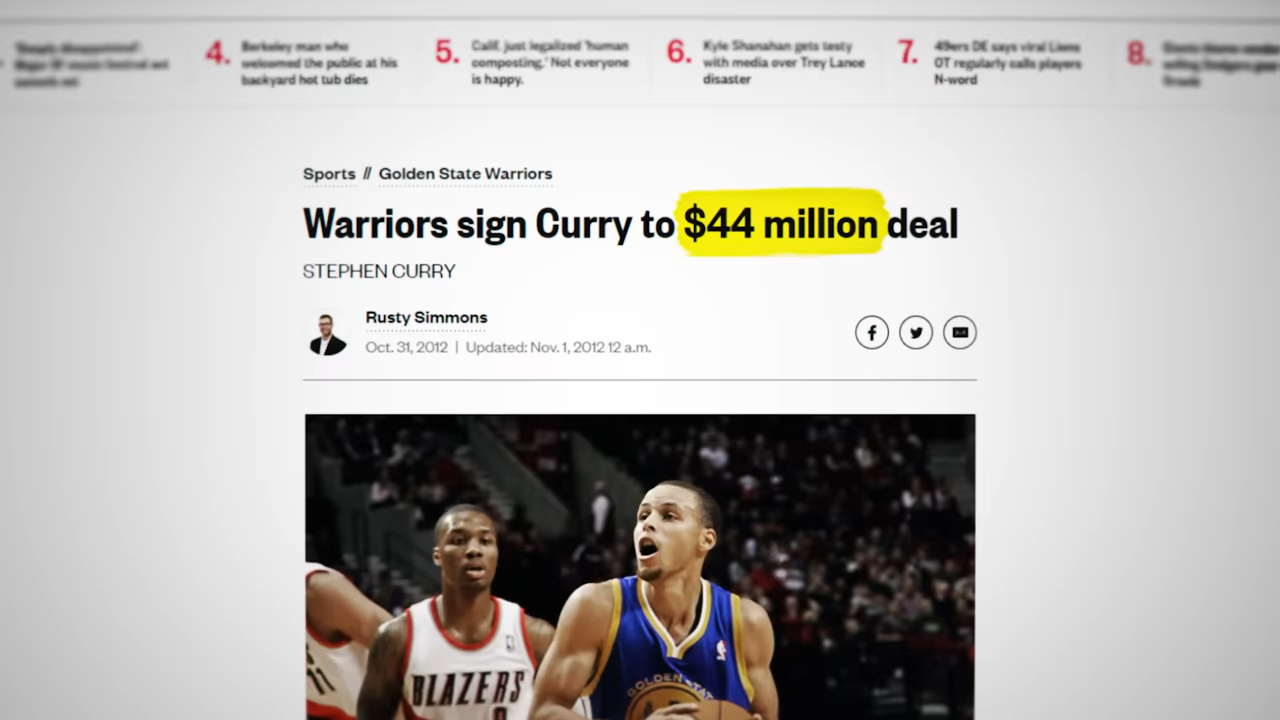 4. Berkeley man who
welcomed the public at his
backyard hot tub dies
5. Calif. just legalized 'human
composting.' Not everyone
is happy.
6. Kyle Shanahan gets testy
with media over Trey Lance
disaster
7. 49ers DE says viral Lions
OT regularly calls players
N-word
8.
Sports // Golden State Warriors
Warriors sign Curry to $44 million deal
STEPHEN CURRY
Rusty Simmons
Oct. 31, 2012 | Updated: Nov. 1, 2012 12 a.m.
11
BLAZERS
GOLDEN STAT